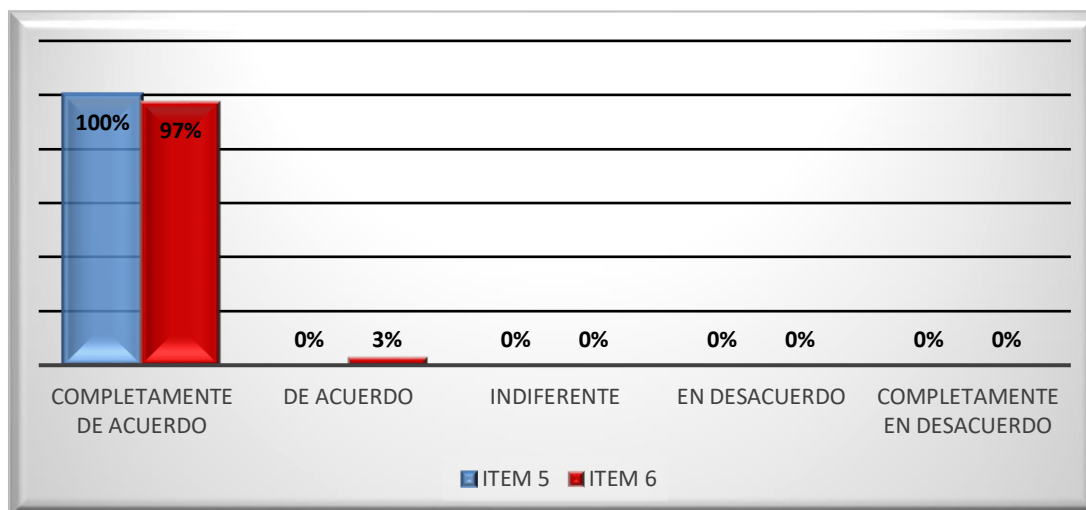 100% 97%
0% 3% 0% 0% 0% 0% 0% 0%
COMPLETAMENTE DE ACUERDO INDIFERENTE EN DESACUERDO COMPLETAMENTE
DE ACUERDO EN DESACUERDO
ITEM 5 ITEM 6